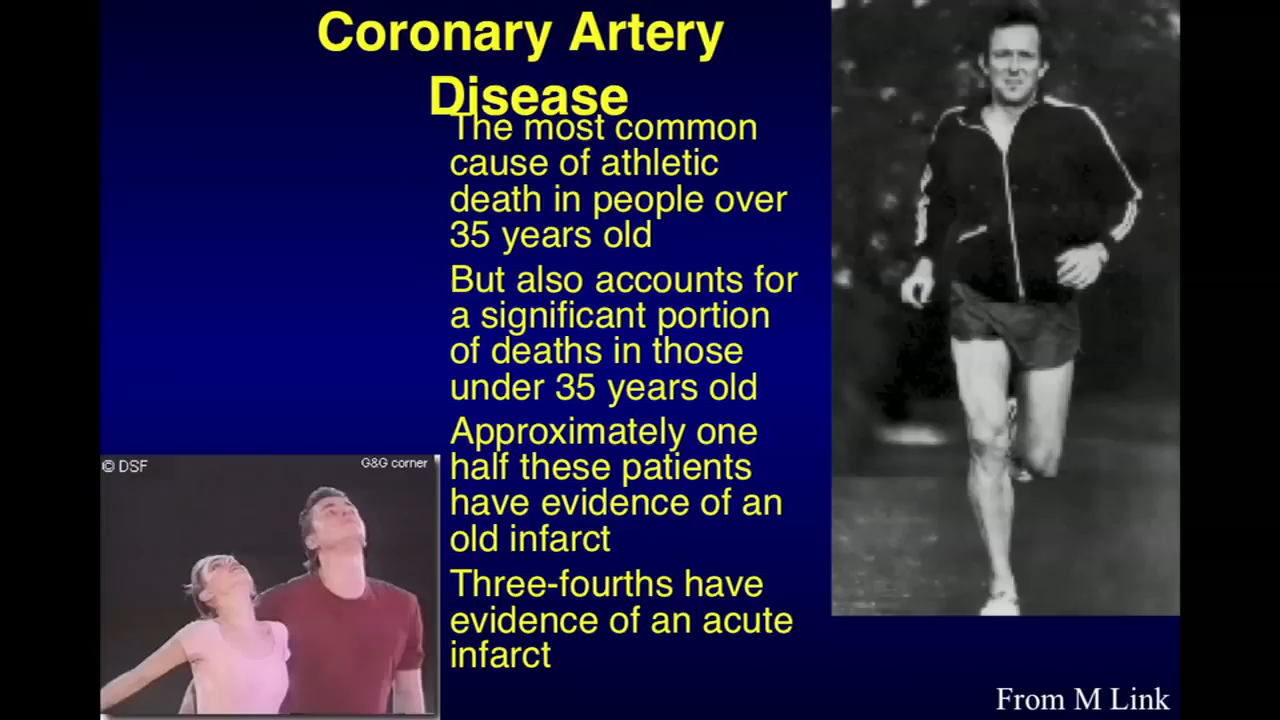 Coronary Artery
Disease
The most common
cause of athletic
death in people over
35 years old
But also accounts for
a significant portion
of deaths in those
under 35 years old
Approximately one
half these patients
have evidence of an
old infarct
Three-fourths have
evidence of an acute
infarct
© DSF
G&G corner
From M Link